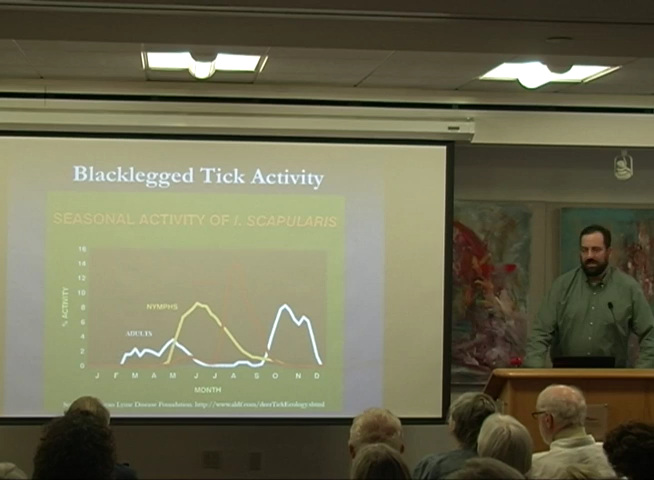 Blacklegged Tick Activity
SEASONAL ACTIVITY OF I. SCAPULARIS
16
14
12
10
8
6
4
2
0
% ACTIVITY
NYMPHS
ADULTS
J F M A M J J A S O N D
MONTH
Lyme Disease Foundation: http://www.aldf.com/deerTickEcology.shtml